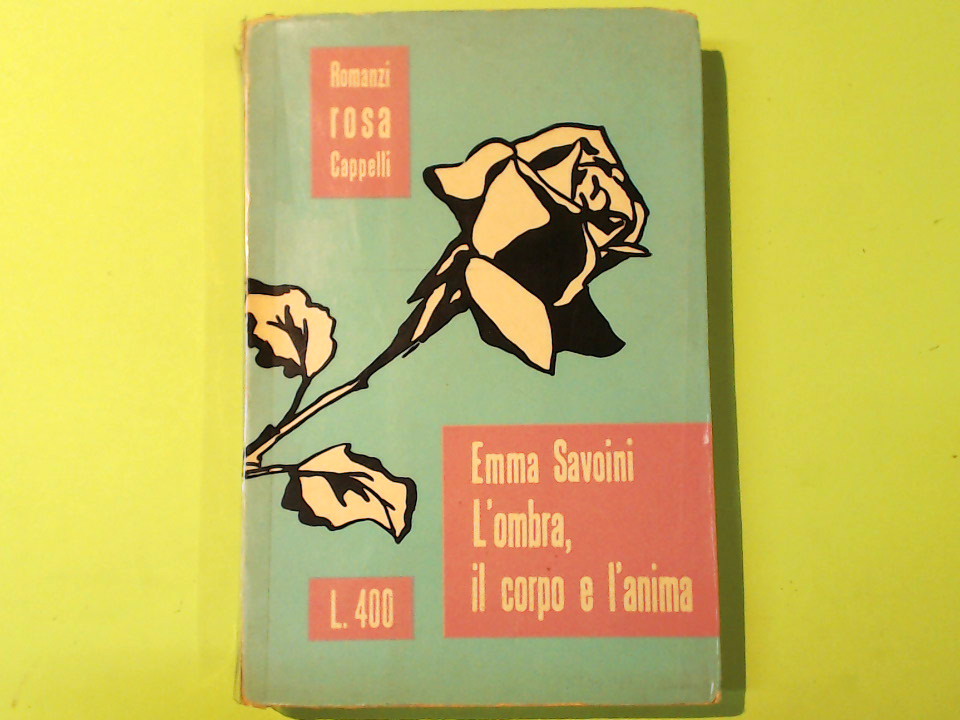 Romanzi
rosa
Cappelli
Emma Savoini
L'ombra,
il corpo e l'anima
L. 400